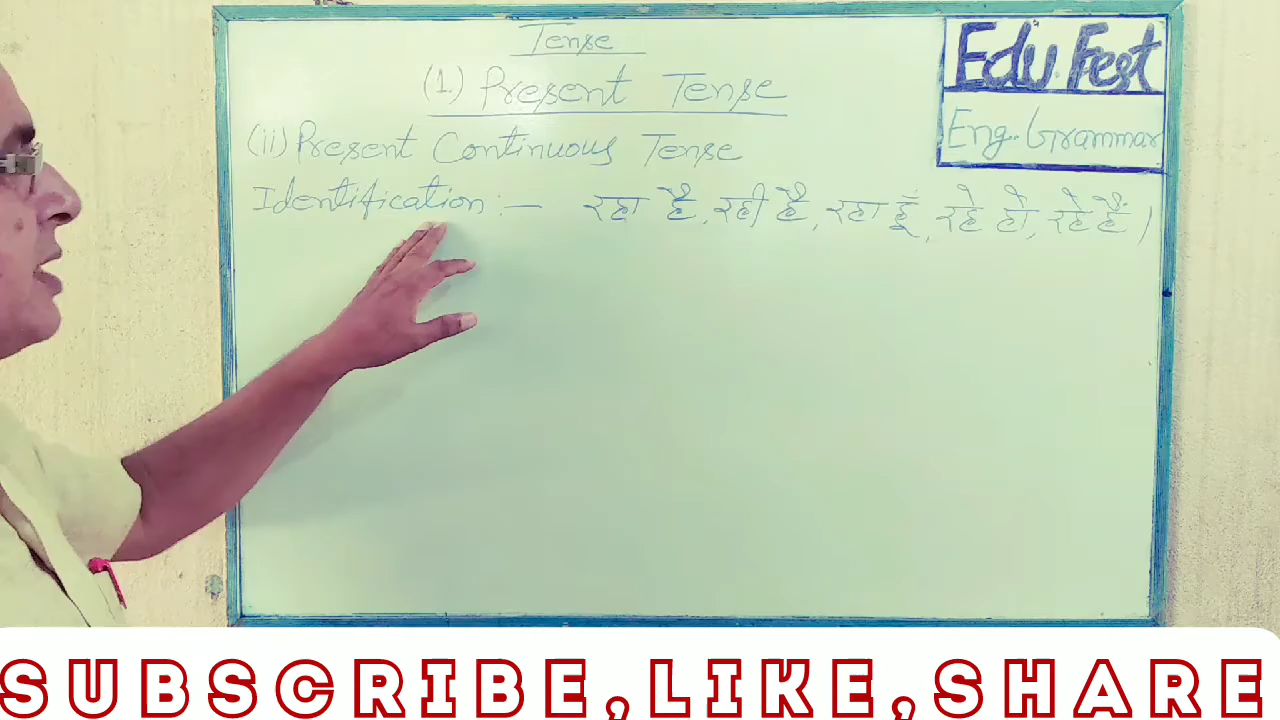 Tense
(1.) Present Tense
Edu. Fest
Eng. Grammar
(ii) Present Continuous Tense
Identification :- रहा है, रही है, रहा हूँ, रहे हो, रहे हैं।
SUBSCRIBE,LIKE,SHARE